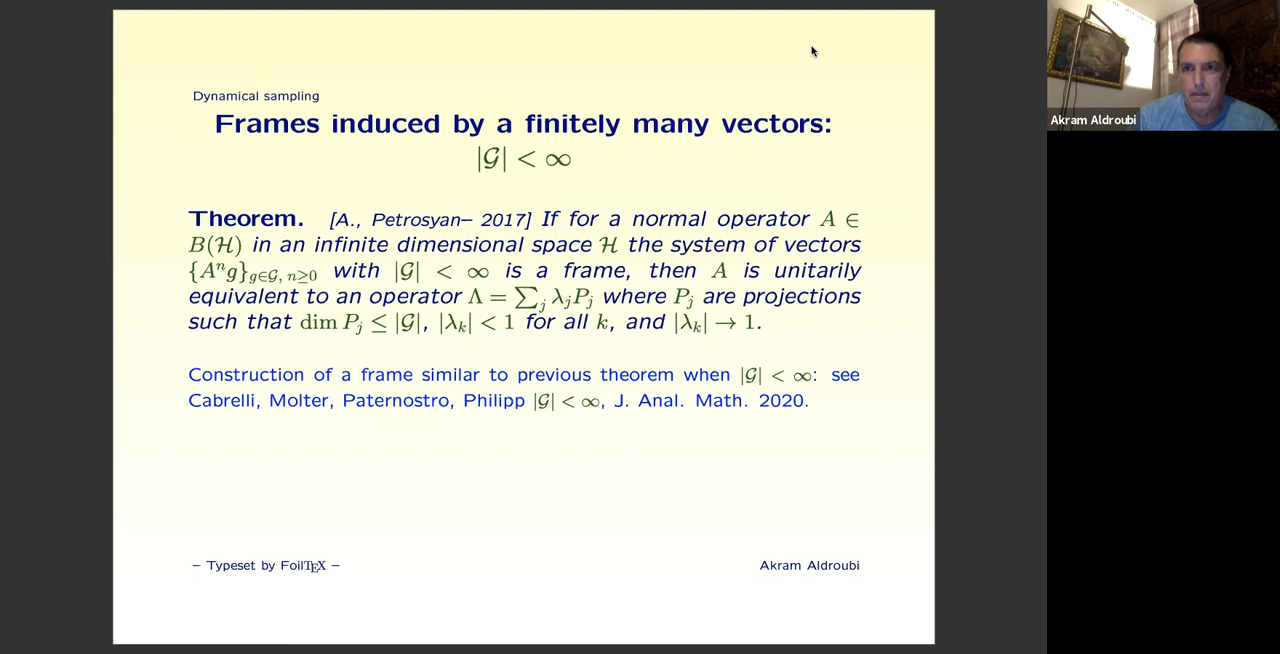 Dynamical sampling
Frames induced by a finitely many vectors:
|𝒢| < ∞
Theorem. [A., Petrosyan– 2017] If for a normal operator A ∈
B(ℋ) in an infinite dimensional space ℋ the system of vectors
{Aⁿg}_{g∈𝒢, n≥0} with |𝒢| < ∞ is a frame, then A is unitarily
equivalent to an operator Λ = ∑_j λ_jP_j where P_j are projections
such that dim P_j ≤ |𝒢|, |λ_k| < 1 for all k, and |λ_k| → 1.
Construction of a frame similar to previous theorem when |𝒢| < ∞: see
Cabrelli, Molter, Paternostro, Philipp |𝒢| < ∞, J. Anal. Math. 2020.
– Typeset by FoilTEX –
Akram Aldroubi
Akram Aldroubi